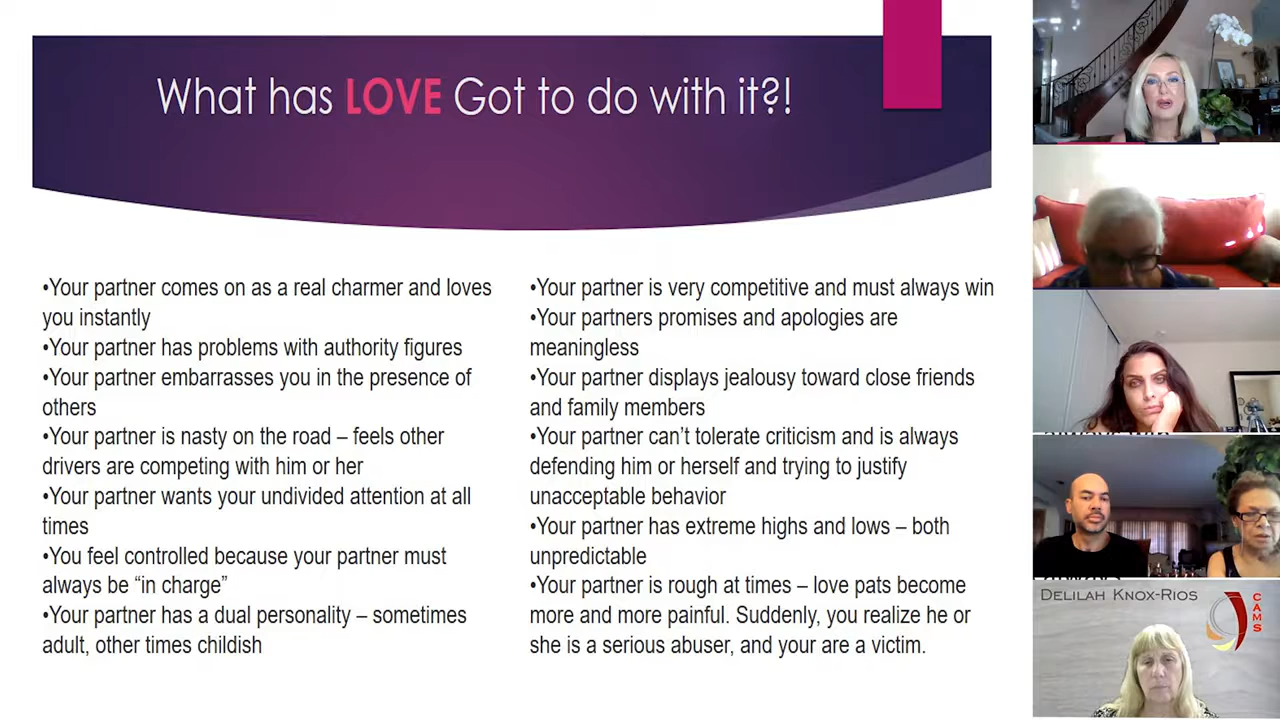 What has LOVE Got to do with it?!
•Your partner comes on as a real charmer and loves
you instantly
•Your partner has problems with authority figures
•Your partner embarrasses you in the presence of
others
•Your partner is nasty on the road – feels other
drivers are competing with him or her
•Your partner wants your undivided attention at all
times
•You feel controlled because your partner must
always be “in charge”
•Your partner has a dual personality – sometimes
adult, other times childish
•Your partner is very competitive and must always win
•Your partners promises and apologies are
meaningless
•Your partner displays jealousy toward close friends
and family members
•Your partner can’t tolerate criticism and is always
defending him or herself and trying to justify
unacceptable behavior
•Your partner has extreme highs and lows – both
unpredictable
•Your partner is rough at times – love pats become
more and more painful. Suddenly, you realize he or
she is a serious abuser, and your are a victim.
DELILAH KNOX-RIOS
CAMS